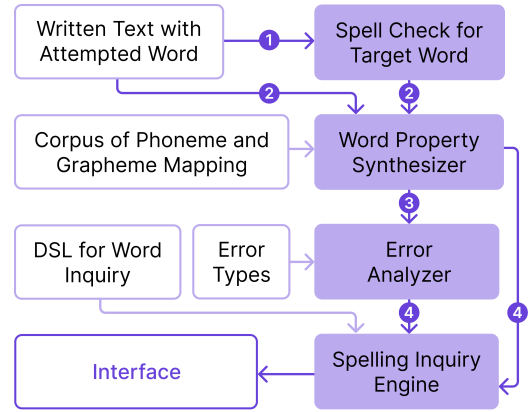 Written Text with
Attempted Word
1
Spell Check for
Target Word
2
2
Corpus of Phoneme and
Grapheme Mapping
Word Property
Synthesizer
3
DSL for Word
Inquiry
Error
Types
Error
Analyzer
4
4
Interface
Spelling Inquiry
Engine